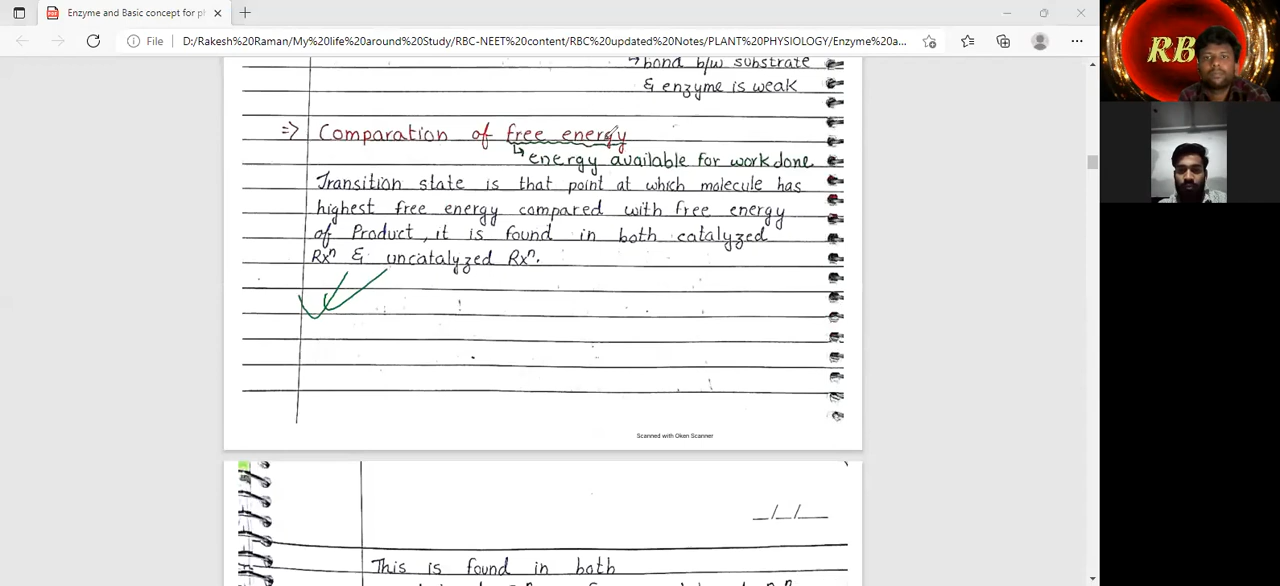 Enzyme and Basic concept for pl
File
D:/Rakesh%20Raman/My%20life%20around%20Study/RBC-NEET%20content/RBC%20updated%20Notes/PLANT%20PHYSIOLOGY/Enzyme%20a...
RB
bond b/w substrate
& enzyme is weak
=> Comparation of free energy
↳ energy available for work done
Transition state is that point at which molecule has
highest free energy compared with free energy
of Product, it is found in both catalyzed
Rxⁿ & uncatalyzed Rxⁿ.
Scanned with Oken Scanner
_/_/__
This is found in both